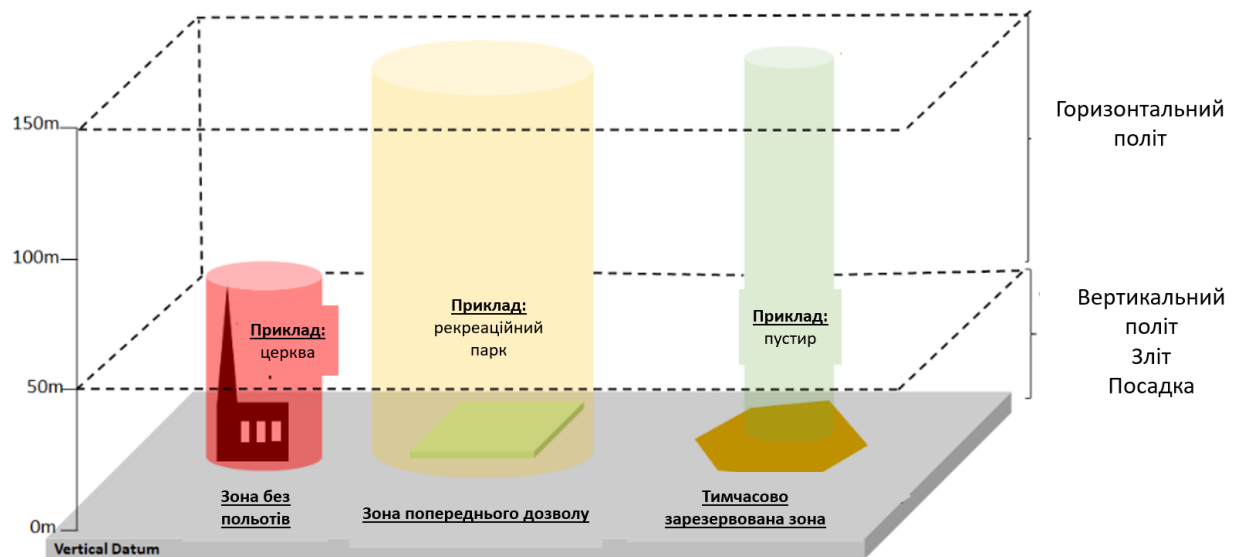 150m
100m
50m
0m
Горизонтальний
політ
Вертикальний
політ
Зліт
Посадка
Приклад:
церква
Приклад:
рекреаційний
парк
Приклад:
пустир
Зона без
польотів
Зона попереднього дозволу
Тимчасово
зарезервована зона
Vertical Datum